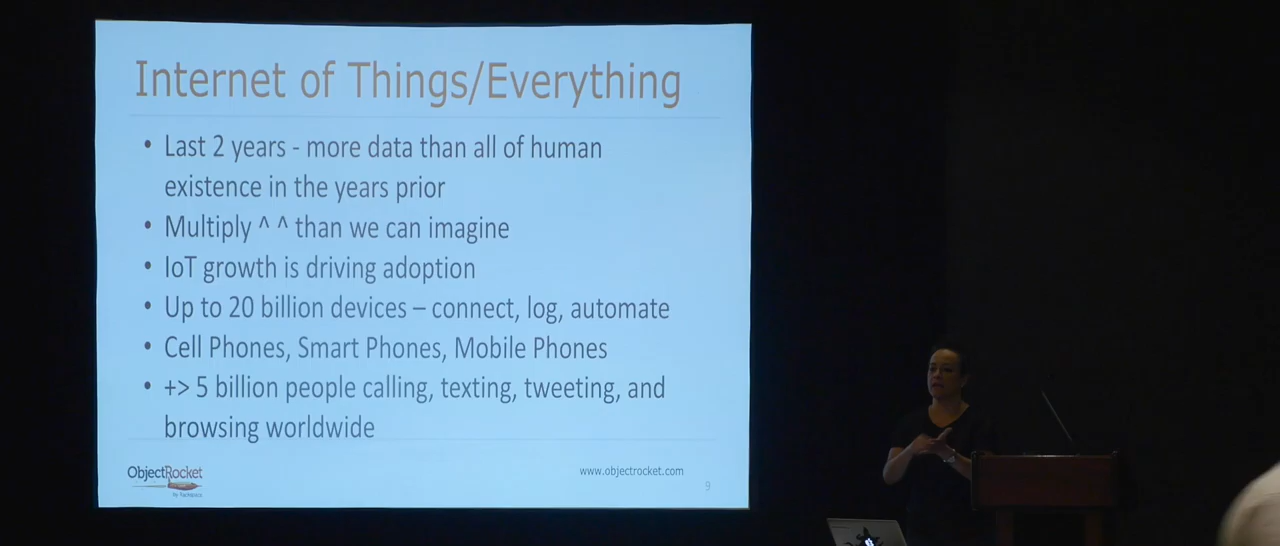 Internet of Things/Everything
• Last 2 years - more data than all of human
existence in the years prior
• Multiply ^ ^ than we can imagine
• IoT growth is driving adoption
• Up to 20 billion devices – connect, log, automate
• Cell Phones, Smart Phones, Mobile Phones
• +> 5 billion people calling, texting, tweeting, and
browsing worldwide
ObjectRocket
by Rackspace
www.objectrocket.com
9